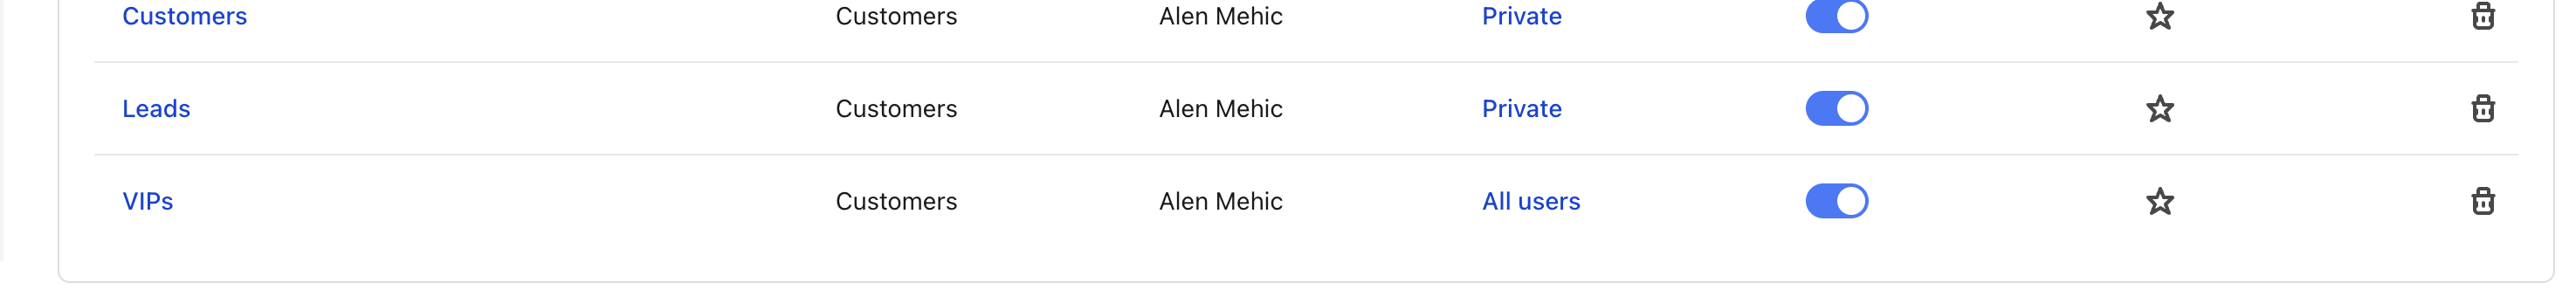 Customers Customers Alen Mehic Private
Leads Customers Alen Mehic Private
VIPs Customers Alen Mehic All users